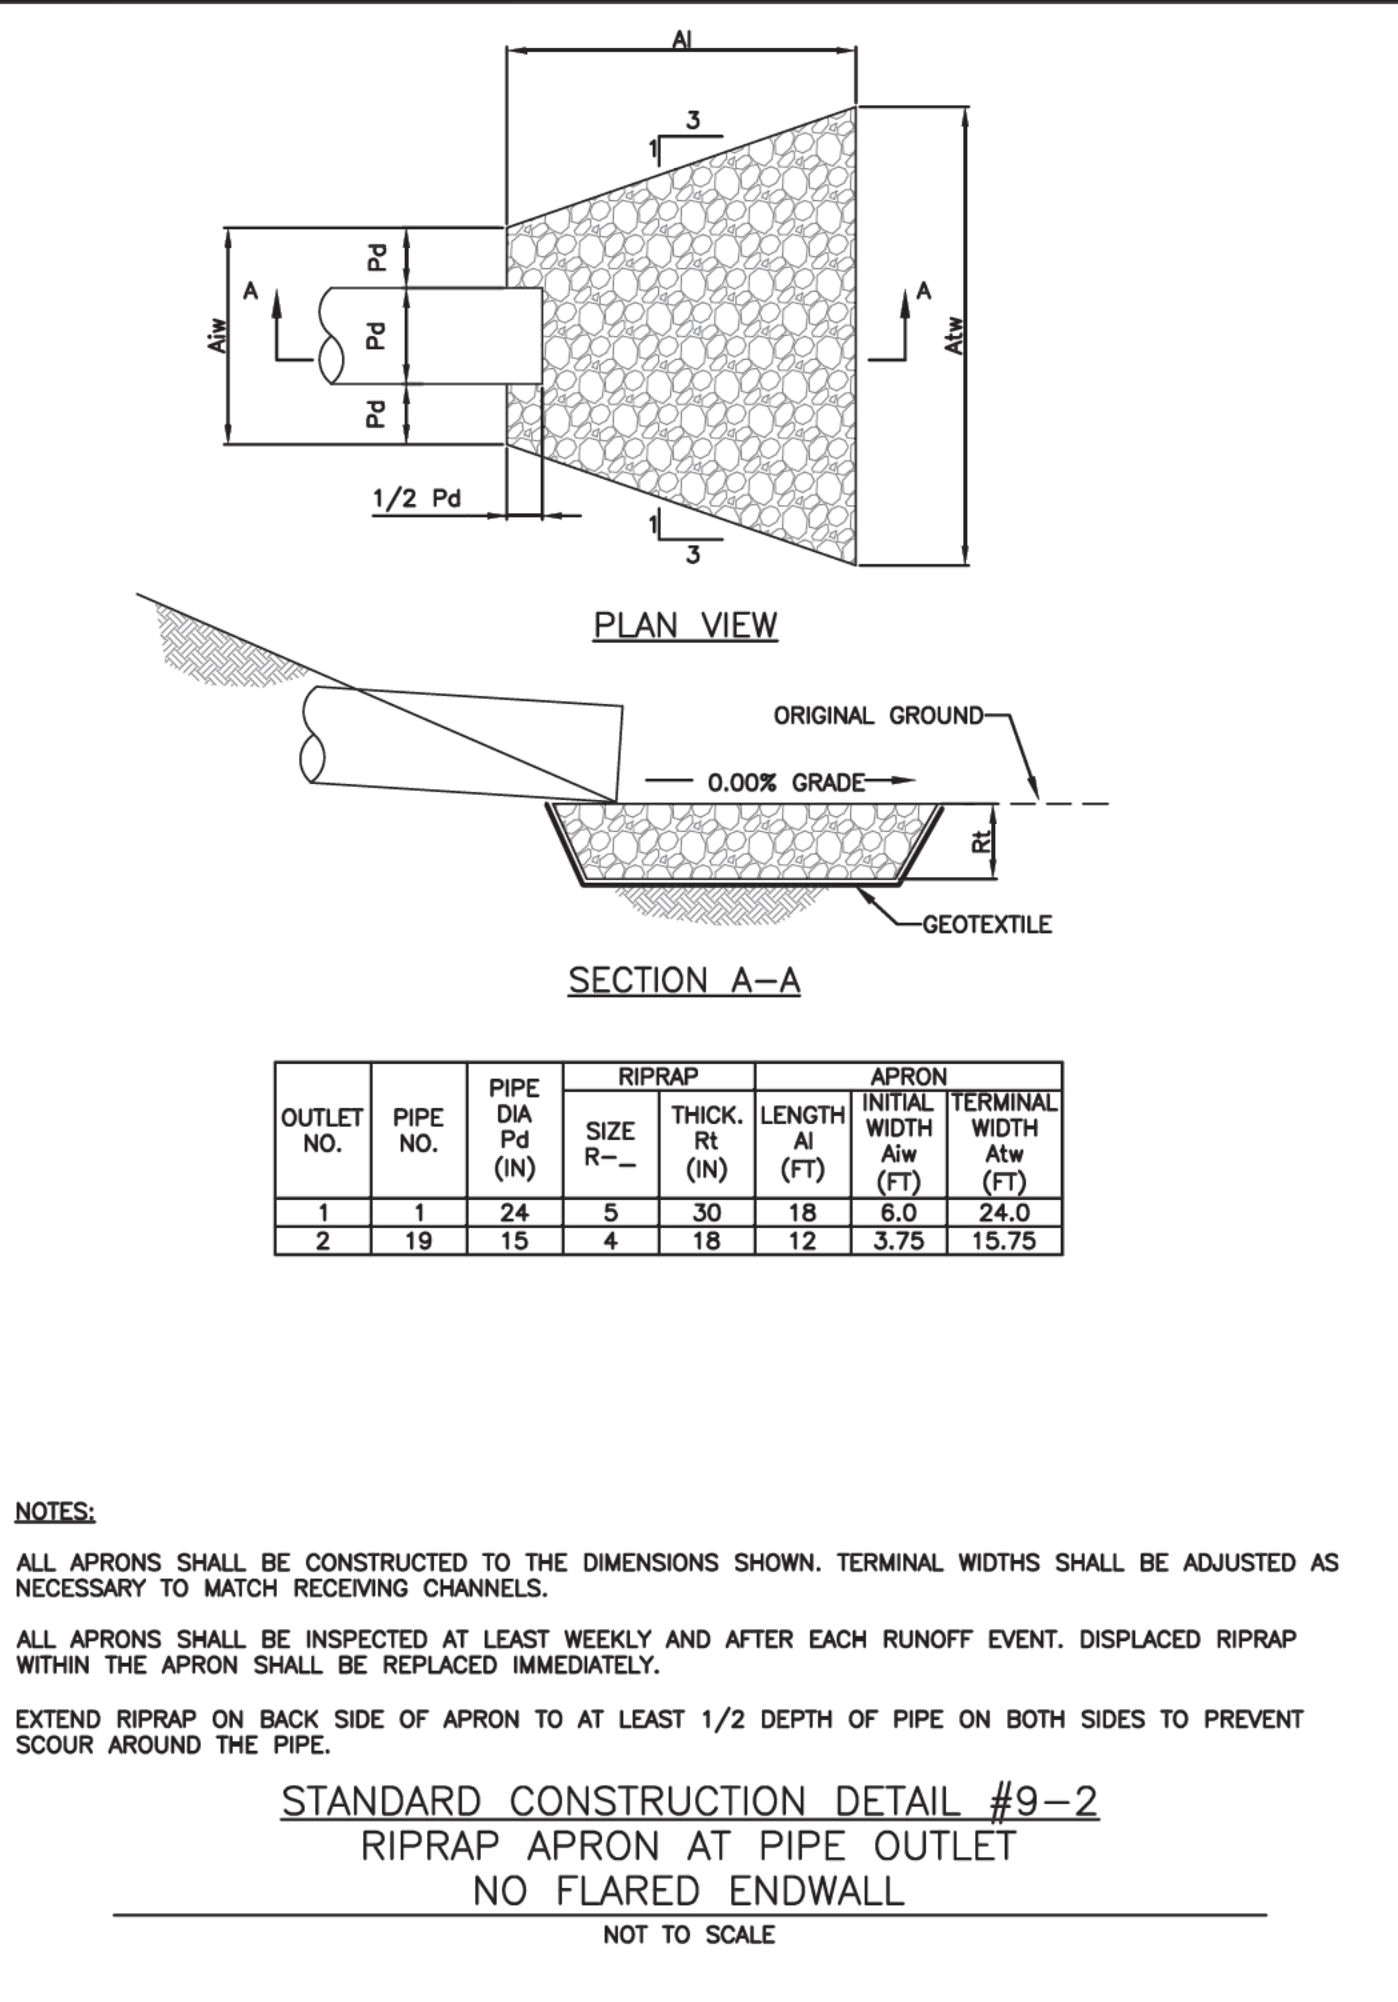 Al
3
1
Pd
A
A
Aiw
Pd
Atw
Pd
1/2 Pd
1
3
PLAN VIEW
ORIGINAL GROUND
0.00% GRADE
Rt
GEOTEXTILE
SECTION A-A
OUTLET NO.
PIPE NO.
PIPE DIA Pd (IN)
RIPRAP
SIZE R-_
THICK. Rt (IN)
APRON
LENGTH Al (FT)
INITIAL WIDTH Aiw (FT)
TERMINAL WIDTH Atw (FT)
1 1 24 5 30 18 6.0 24.0
2 19 15 4 18 12 3.75 15.75
NOTES:
ALL APRONS SHALL BE CONSTRUCTED TO THE DIMENSIONS SHOWN. TERMINAL WIDTHS SHALL BE ADJUSTED AS
NECESSARY TO MATCH RECEIVING CHANNELS.
ALL APRONS SHALL BE INSPECTED AT LEAST WEEKLY AND AFTER EACH RUNOFF EVENT. DISPLACED RIPRAP
WITHIN THE APRON SHALL BE REPLACED IMMEDIATELY.
EXTEND RIPRAP ON BACK SIDE OF APRON TO AT LEAST 1/2 DEPTH OF PIPE ON BOTH SIDES TO PREVENT
SCOUR AROUND THE PIPE.
STANDARD CONSTRUCTION DETAIL #9-2
RIPRAP APRON AT PIPE OUTLET
NO FLARED ENDWALL
NOT TO SCALE